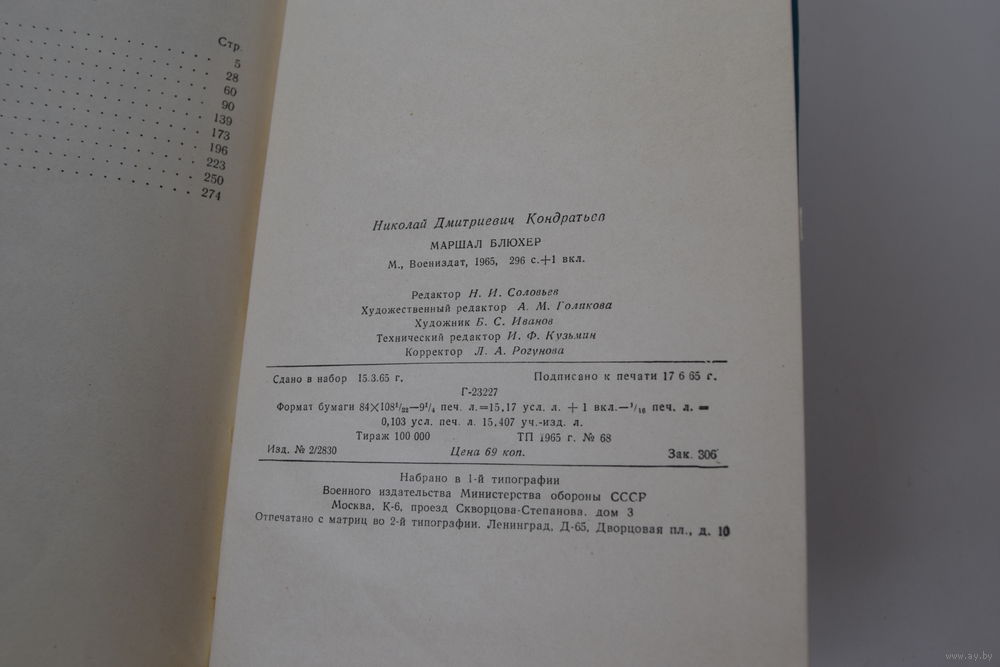 Стр.
5
28
60
90
139
173
196
223
250
274
Николай Дмитриевич Кондратьев
МАРШАЛ БЛЮХЕР
М., Воениздат, 1965, 296 с.+1 вкл.
Редактор Н. И. Соловьев
Художественный редактор А. М. Голикова
Художник Б. С. Иванов
Технический редактор И. Ф. Кузьмин
Корректор Л. А. Рогунова
Сдано в набор 15.3.65 г. Подписано к печати 17 6 65 г.
Г-23227
Формат бумаги 84×108¹/₃₂—9¹/₄ печ. л.=15,17 усл. л. + 1 вкл.—¹/₁₆ печ. л. =
0,103 усл. печ. л. 15,407 уч.-изд. л.
Тираж 100 000 ТП 1965 г. № 68
Изд. № 2/2830 Цена 69 коп. Зак. 306
Набрано в 1-й типографии
Военного издательства Министерства обороны СССР
Москва, К-6, проезд Скворцова-Степанова, дом 3
Отпечатано с матриц во 2-й типографии, Ленинград, Д-65, Дворцовая пл., д. 10
www.ay.by